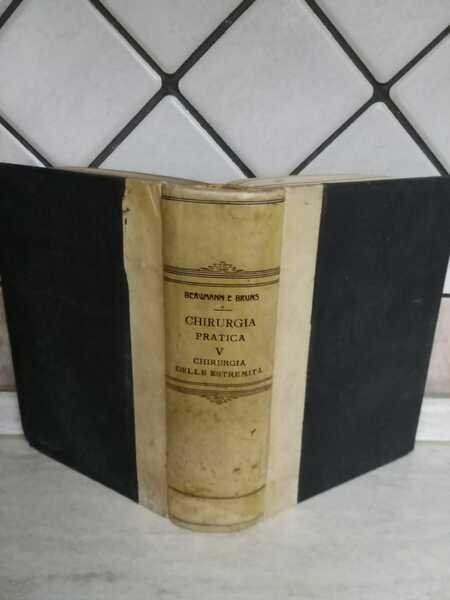 BERGMANN E BRUNS
CHIRURGIA
PRATICA
V
CHIRURGIA
DELLE ESTREMITÀ